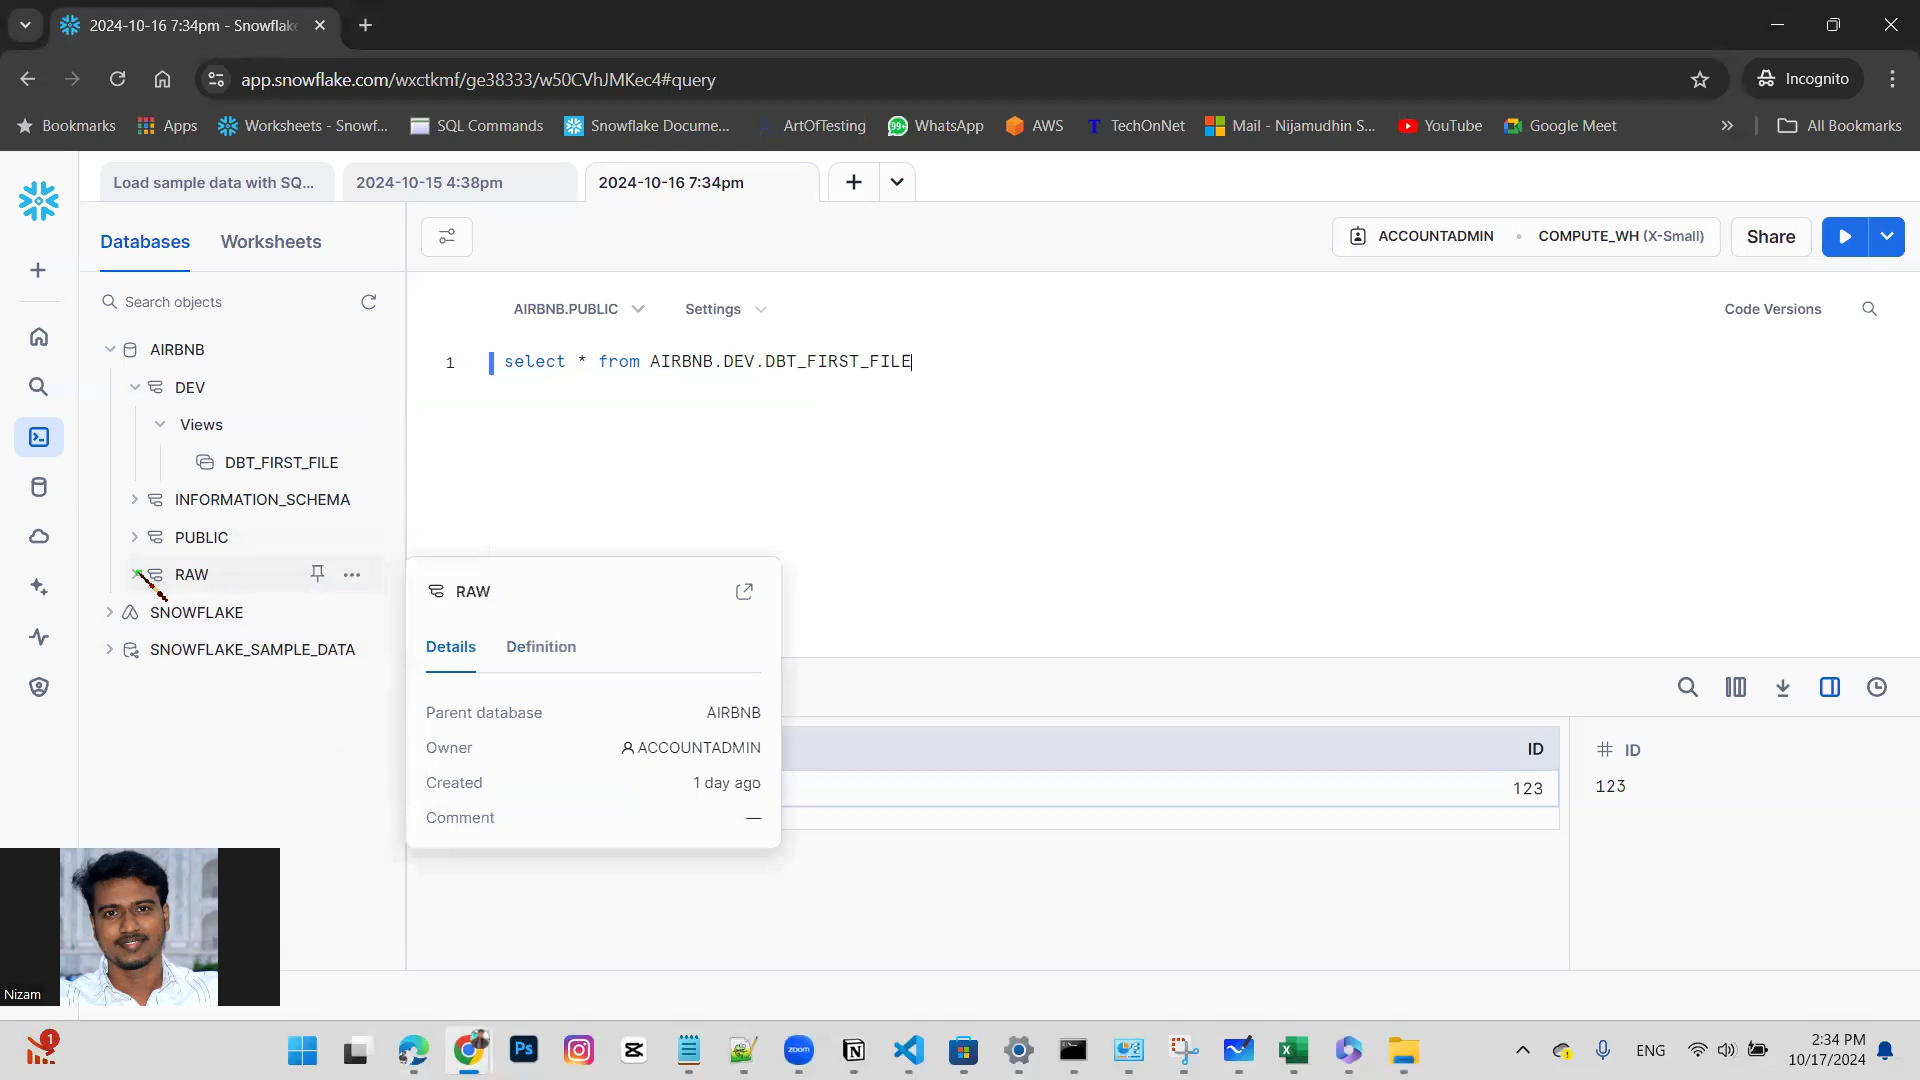 2024-10-16 7:34pm - Snowflake
app.snowflake.com/wxctkmf/ge38333/w50CVhJMKec4#query
Incognito
Bookmarks
Apps
Worksheets - Snowf...
SQL Commands
Snowflake Docume...
ArtOfTesting
99+
WhatsApp
AWS
T TechOnNet
Mail - Nijamudhin S...
YouTube
Google Meet
All Bookmarks
Load sample data with SQ...
2024-10-15 4:38pm
2024-10-16 7:34pm
Databases
Worksheets
ACCOUNTADMIN
COMPUTE_WH (X-Small)
Share
Search objects
AIRBNB.PUBLIC
Settings
Code Versions
AIRBNB
DEV
Views
DBT_FIRST_FILE
INFORMATION_SCHEMA
PUBLIC
RAW
SNOWFLAKE
SNOWFLAKE_SAMPLE_DATA
1
select * from AIRBNB.DEV.DBT_FIRST_FILE
RAW
Details
Definition
Parent database
AIRBNB
Owner
ACCOUNTADMIN
Created
1 day ago
Comment
—
ID
123
ID
123
Nizam
1
Ps
zoom
ENG
2:34 PM
10/17/2024